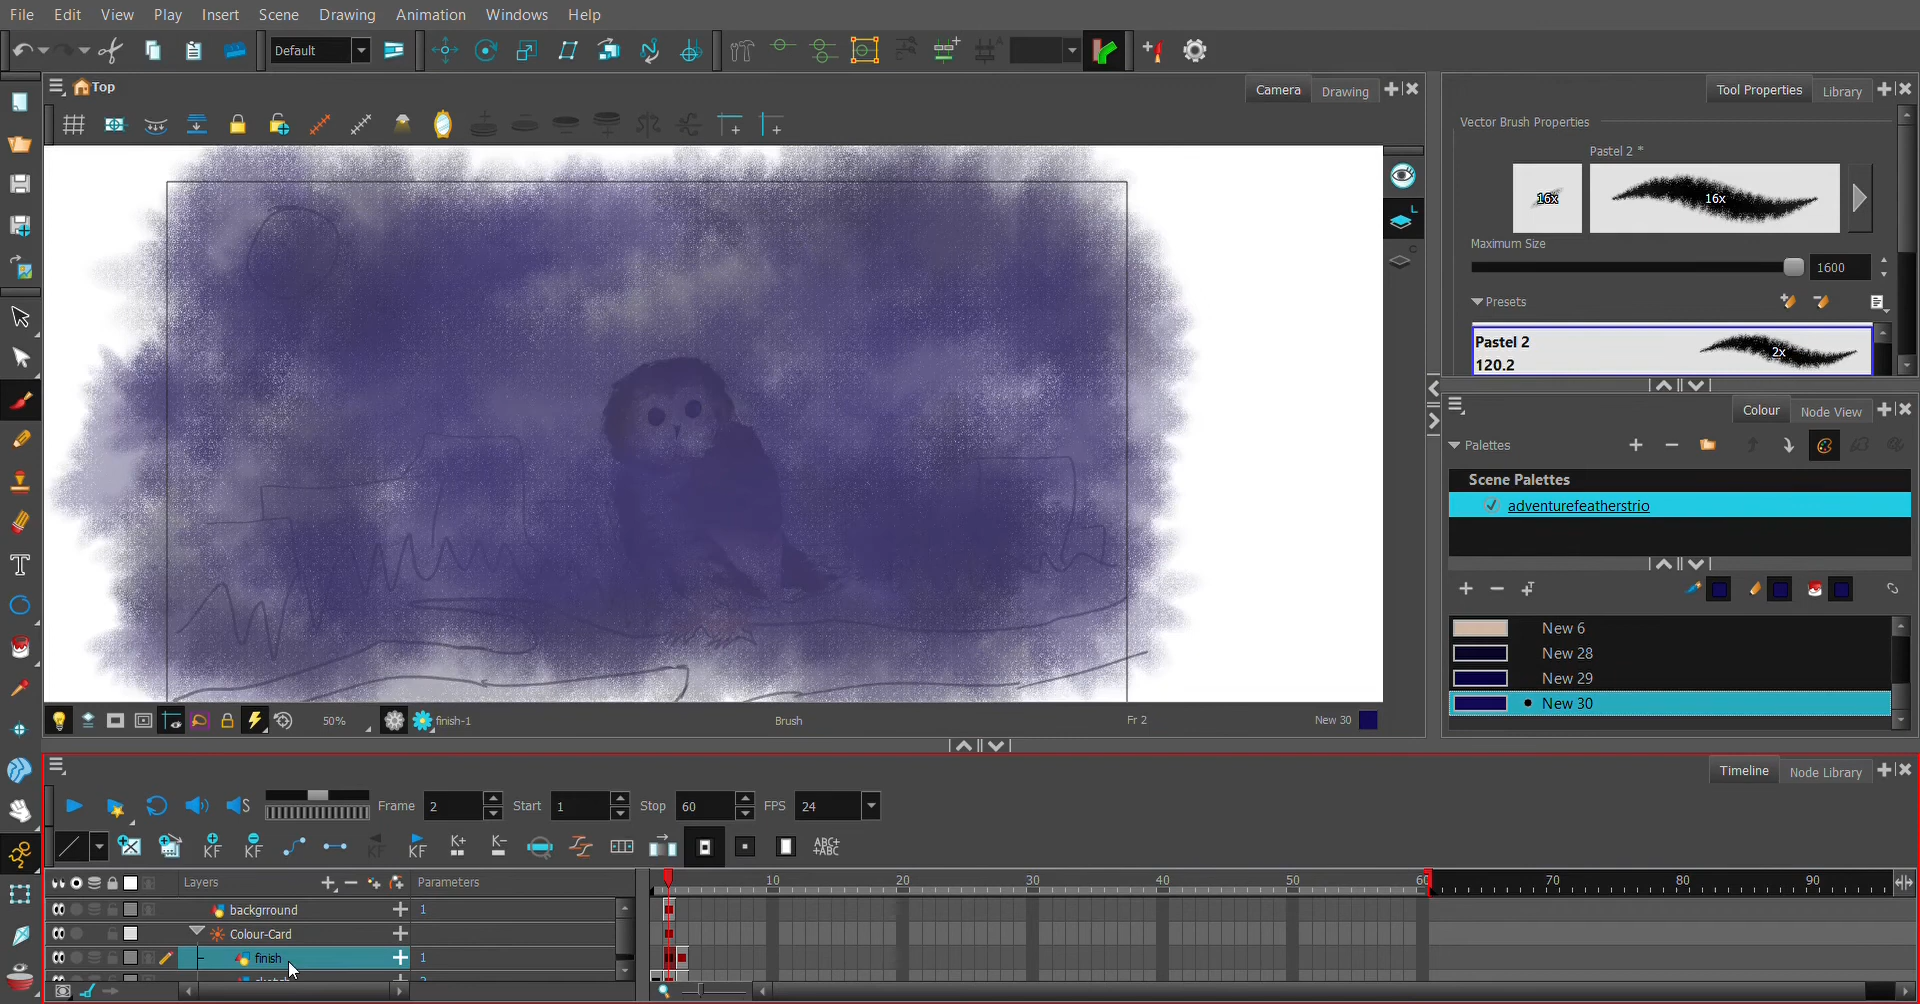 File Edit View Play Insert Scene Drawing Animation Windows Help
Default
Top
Camera Drawing
Tool Properties Library
Vector Brush Properties
Pastel 2 *
16x 16x
Maximum Size
1600
Presets
Pastel 2
120.2
2x
Colour Node View
Palettes
Scene Palettes
adventurefeatherstrio
New 6
New 28
New 29
New 30
50% finish-1 Brush Fr 2 New 30
Timeline Node Library
Frame 2 Start 1 Stop 60 FPS 24
KF KF KF KF K+ K- ABC+ +ABC
Layers Parameters
10 20 30 40 50 60 70 80 90
backgrround 1
Colour-Card
finish 1